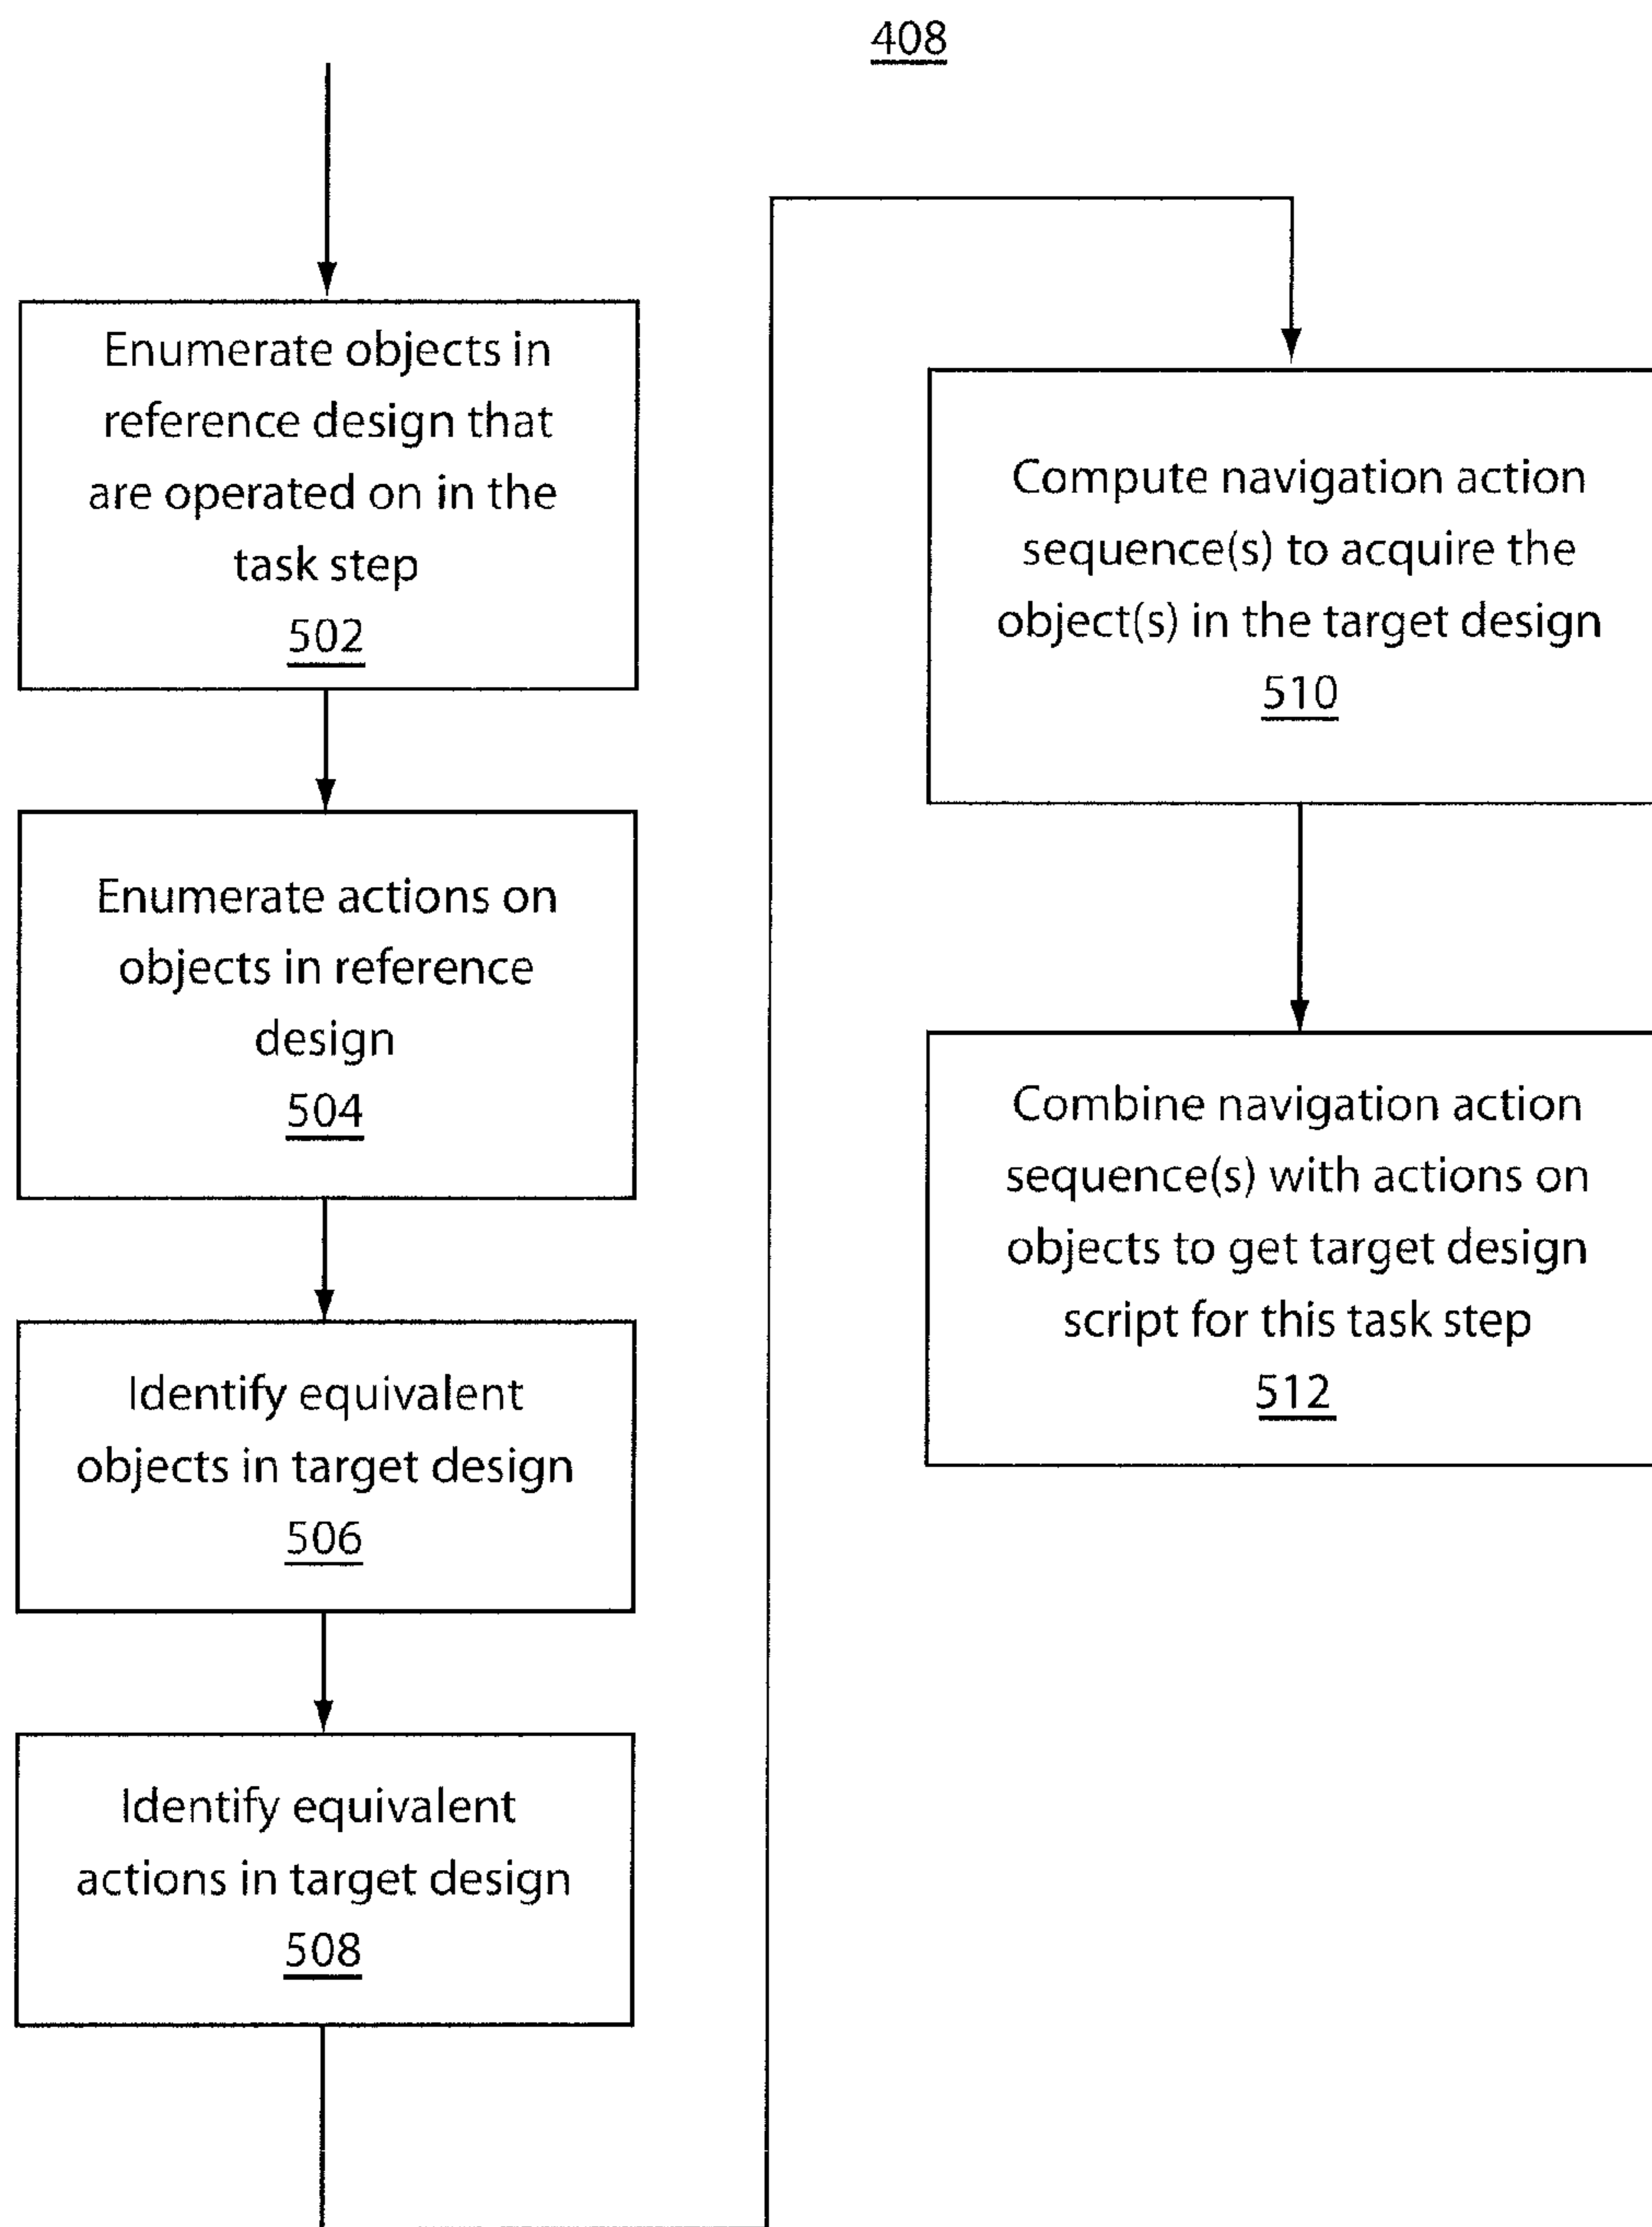 408
Enumerate objects in
reference design that
are operated on in the
task step
502
Enumerate actions on
objects in reference
design
504
Identify equivalent
objects in target design
506
Identify equivalent
actions in target design
508
Compute navigation action
sequence(s) to acquire the
object(s) in the target design
510
Combine navigation action
sequence(s) with actions on
objects to get target design
script for this task step
512